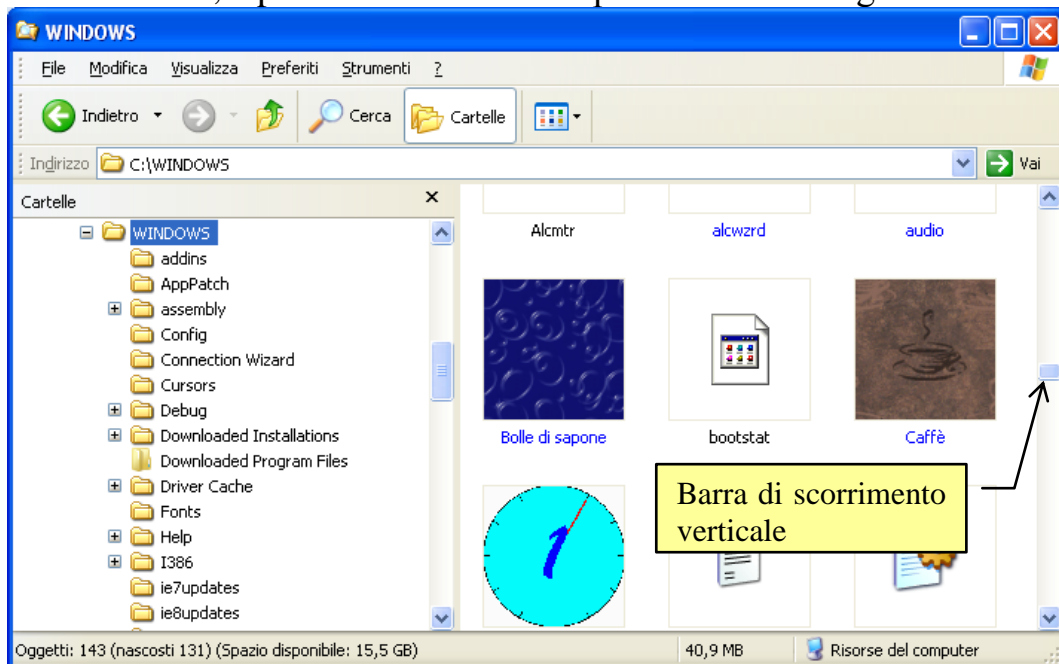 WINDOWS
File Modifica Visualizza Preferiti Strumenti ?
Indietro Cerca Cartelle
Indirizzo C:\WINDOWS Vai
Cartelle
WINDOWS
addins
AppPatch
assembly
Config
Connection Wizard
Cursors
Debug
Downloaded Installations
Downloaded Program Files
Driver Cache
Fonts
Help
I386
ie7updates
ie8updates
Alcmtr alcwzrd audio
Bolle di sapone bootstat Caffè
1
Barra di scorrimento
verticale
Oggetti: 143 (nascosti 131) (Spazio disponibile: 15,5 GB) 40,9 MB Risorse del computer